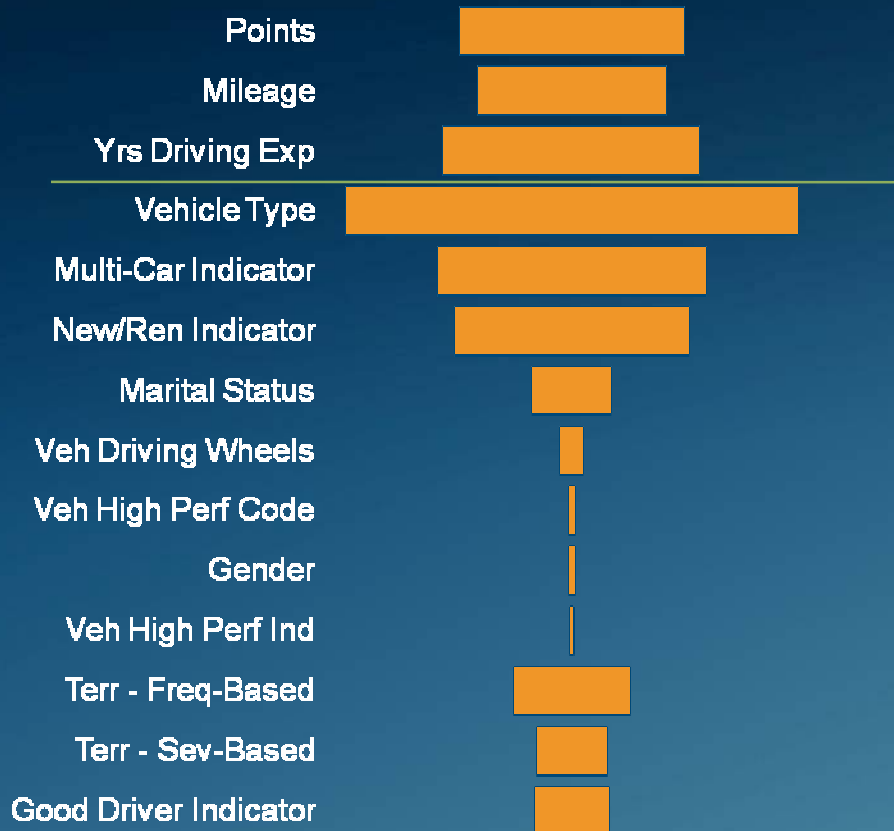 Points
Mileage
Yrs Driving Exp
Vehicle Type
Multi-Car Indicator
New/Ren Indicator
Marital Status
Veh Driving Wheels
Veh High Perf Code
Gender
Veh High Perf Ind
Terr - Freq-Based
Terr - Sev-Based
Good Driver Indicator